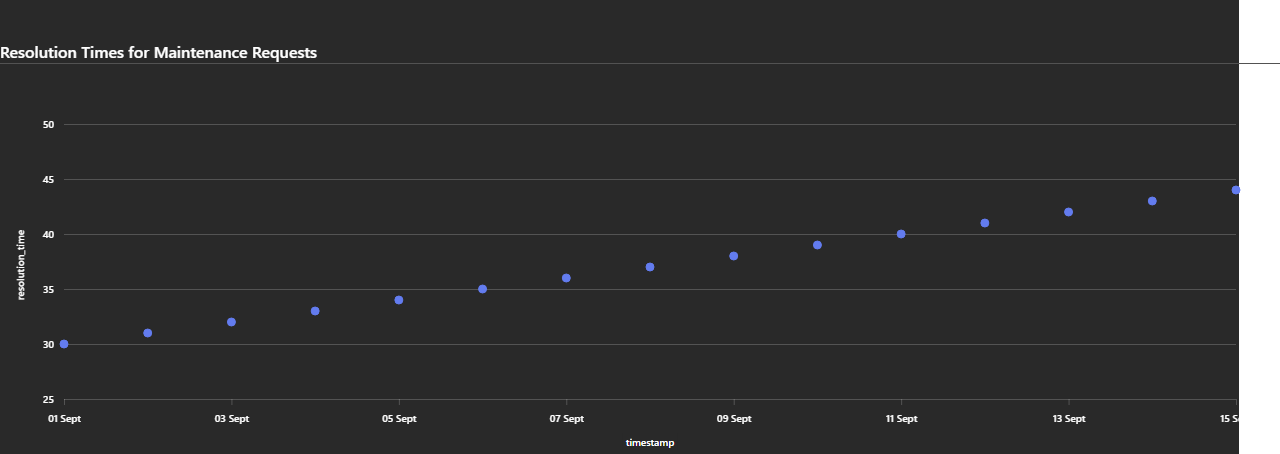 Resolution Times for Maintenance Requests
50
45
40
35
30
25
resolution_time
01 Sept 03 Sept 05 Sept 07 Sept 09 Sept 11 Sept 13 Sept 15 S
timestamp